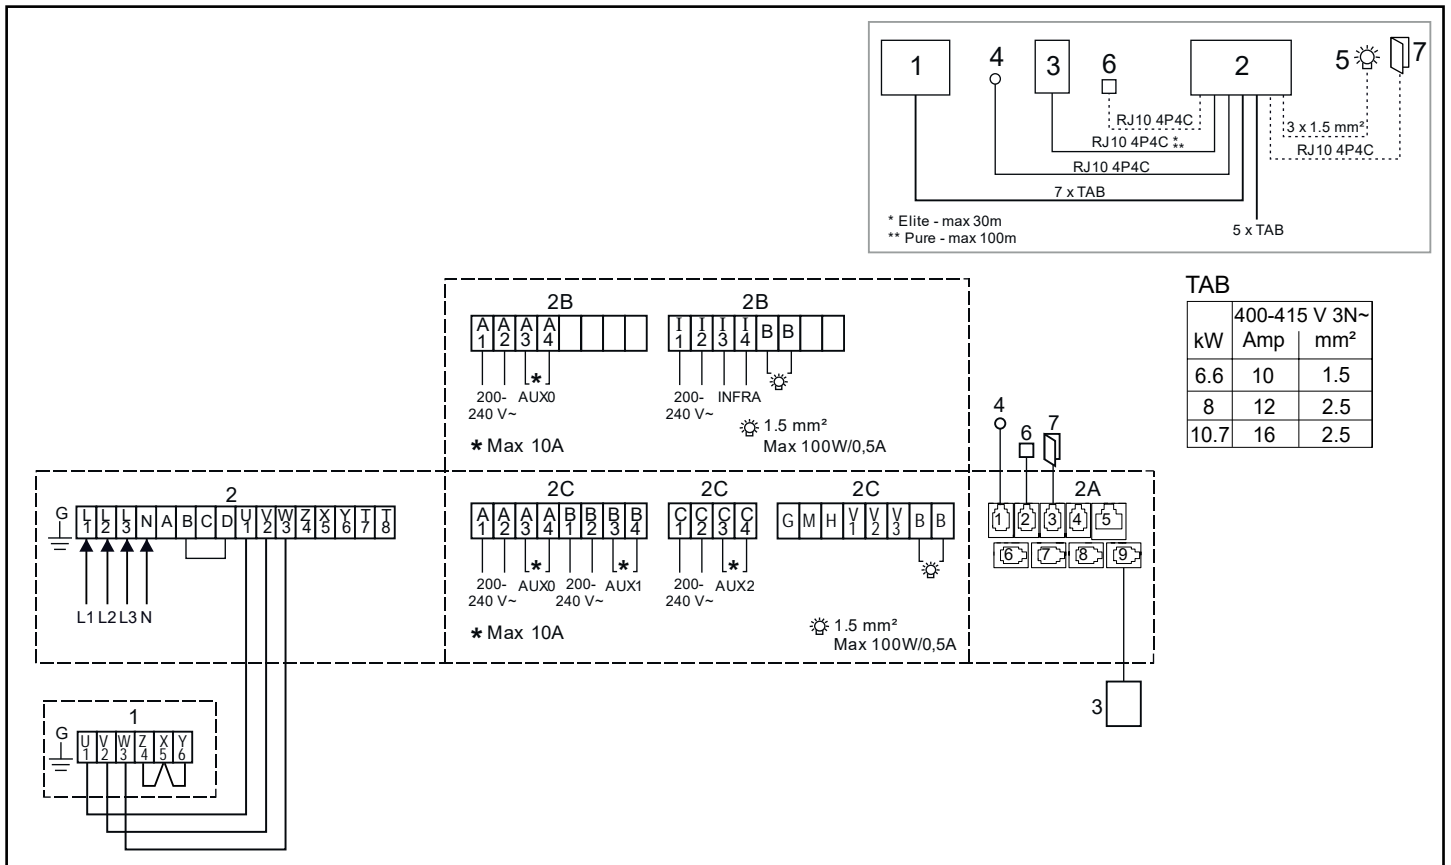 1 4 3 6 2 5 7
RJ10 4P4C
3 x 1.5 mm²
RJ10 4P4C *
**
RJ10 4P4C
RJ10 4P4C
7 x TAB
* Elite - max 30m
** Pure - max 100m
5 x TAB
TAB
400-415 V 3N~
kW Amp mm²
6.6 10 1.5
8 12 2.5
10.7 16 2.5
2B
A1 A2 A3 A4
200-240 V~
* AUX0
* Max 10A
2B
I1 I2 I3 I4 B B
200-240 V~
INFRA
1.5 mm²
Max 100W/0,5A
2
G L1 L2 L3 N A B C D U1 V2 W3 Z4 X5 Y6 T7 T8
L1 L2 L3 N
2C
A1 A2 A3 A4 B1 B2 B3 B4
200-240 V~
* AUX0
200-240 V~
* AUX1
* Max 10A
2C
C1 C2 C3 C4
200-240 V~
* AUX2
2C
G M H V1 V2 V3 B B
1.5 mm²
Max 100W/0,5A
4 6 7
2A
1 2 3 4 5
6 7 8 9
3
1
G U1 V2 W3 Z4 X5 Y6